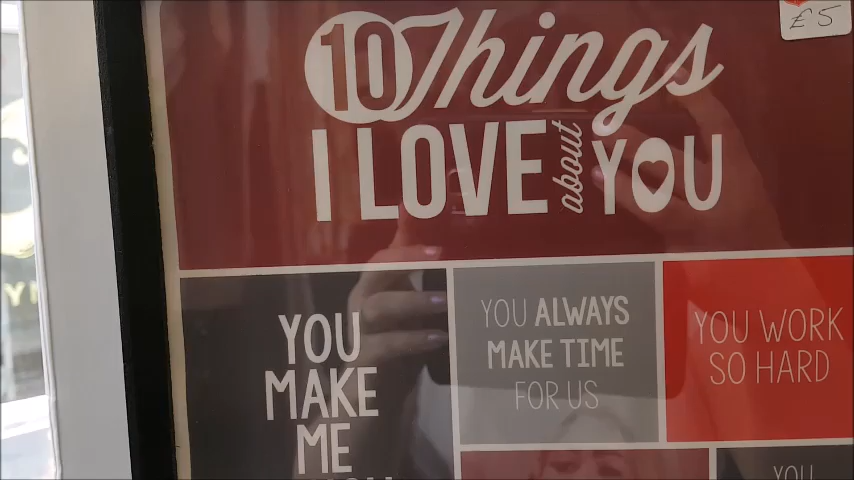 £5
10 Things
I LOVE about YOU
YOU
MAKE
ME
YOU ALWAYS
MAKE TIME
FOR US
YOU WORK
SO HARD
YOU